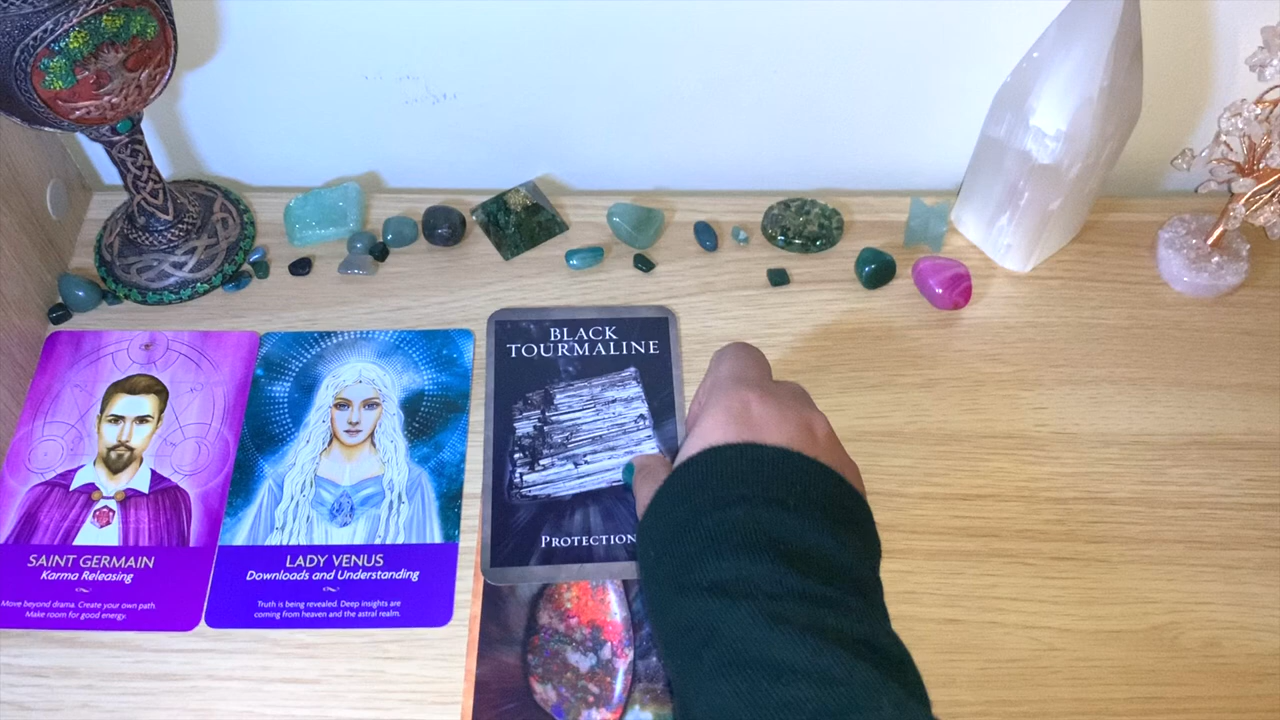 SAINT GERMAIN
Karma Releasing
Move beyond drama. Create your own path.
Make room for good energy.
LADY VENUS
Downloads and Understanding
Truth is being revealed. Deep insights are
coming from heaven and the astral realm.
BLACK
TOURMALINE
PROTECTION